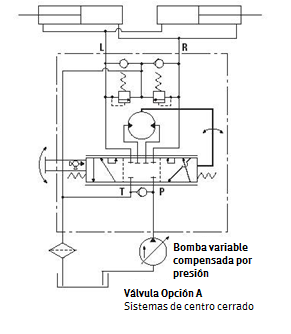 L
R
T
P
Bomba variable
compensada por
presión
Válvula Opción A
Sistemas de centro cerrado